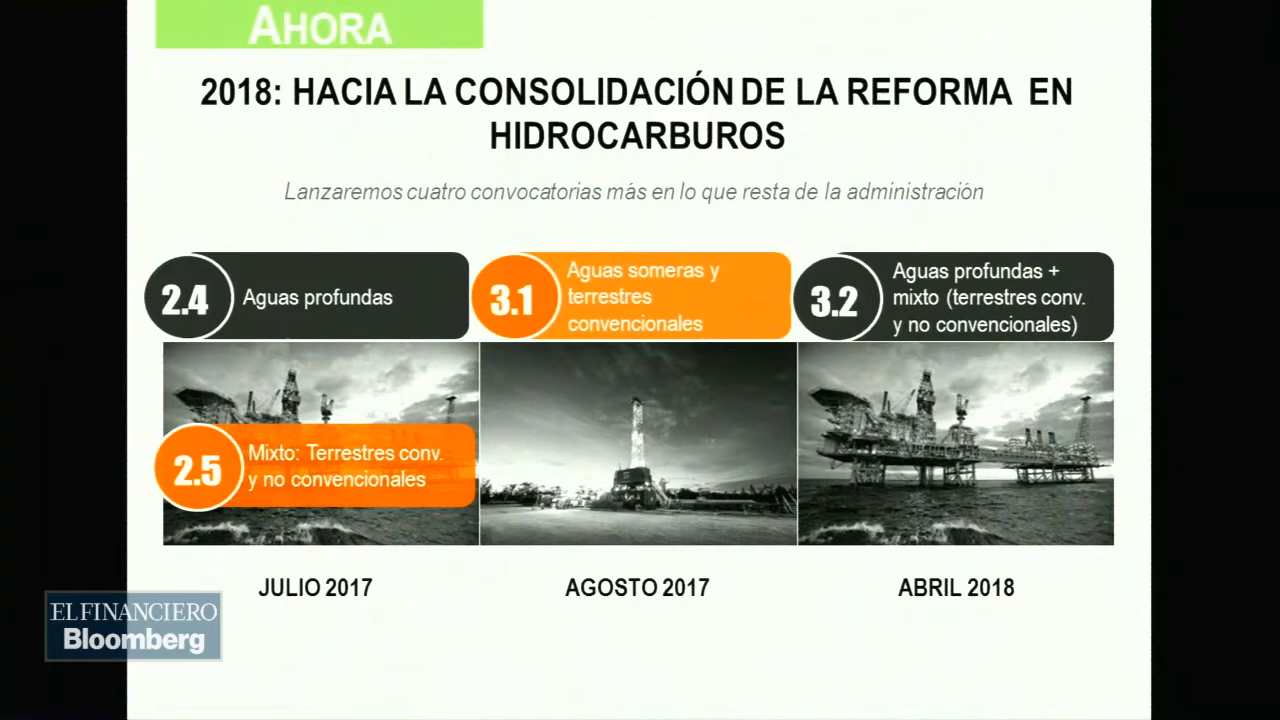 AHORA
2018: HACIA LA CONSOLIDACIÓN DE LA REFORMA EN
HIDROCARBUROS
Lanzaremos cuatro convocatorias más en lo que resta de la administración
2.4
Aguas profundas
3.1
Aguas someras y
terrestres
convencionales
3.2
Aguas profundas +
mixto (terrestres conv.
y no convencionales)
2.5
Mixto: Terrestres conv.
y no convencionales
JULIO 2017
AGOSTO 2017
ABRIL 2018
EL FINANCIERO
Bloomberg